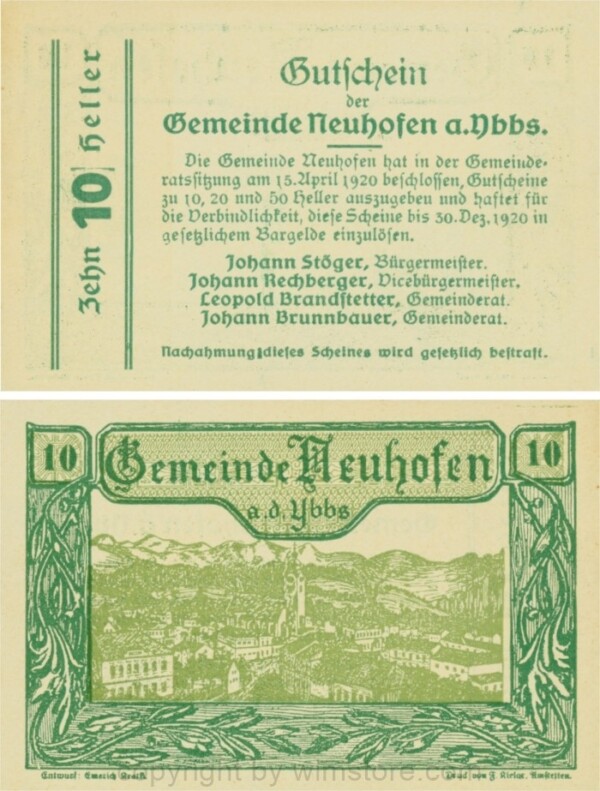 Zehn 10 Heller
Gutschein
der
Gemeinde Neuhofen a.Ybbs.
Die Gemeinde Neuhofen hat in der Gemeinde-
ratssitzung am 15. April 1920 beschlossen, Gutscheine
zu 10, 20 und 50 Heller auszugeben und haftet für
die Verbindlichkeit, diese Scheine bis 30. Dez. 1920 in
gesetzlichem Bargelde einzulösen.
Johann Stöger, Bürgermeister.
Johann Rechberger, Vicebürgermeister.
Leopold Brandstetter, Gemeinderat.
Johann Brunnbauer, Gemeinderat.
Nachahmung dieses Scheines wird gesetzlich bestraft.
10 Gemeinde Neuhofen 10
a.d. Ybbs
Entwurf: Emerich Druck von F. Amstetten.
copyright by wimstore.c